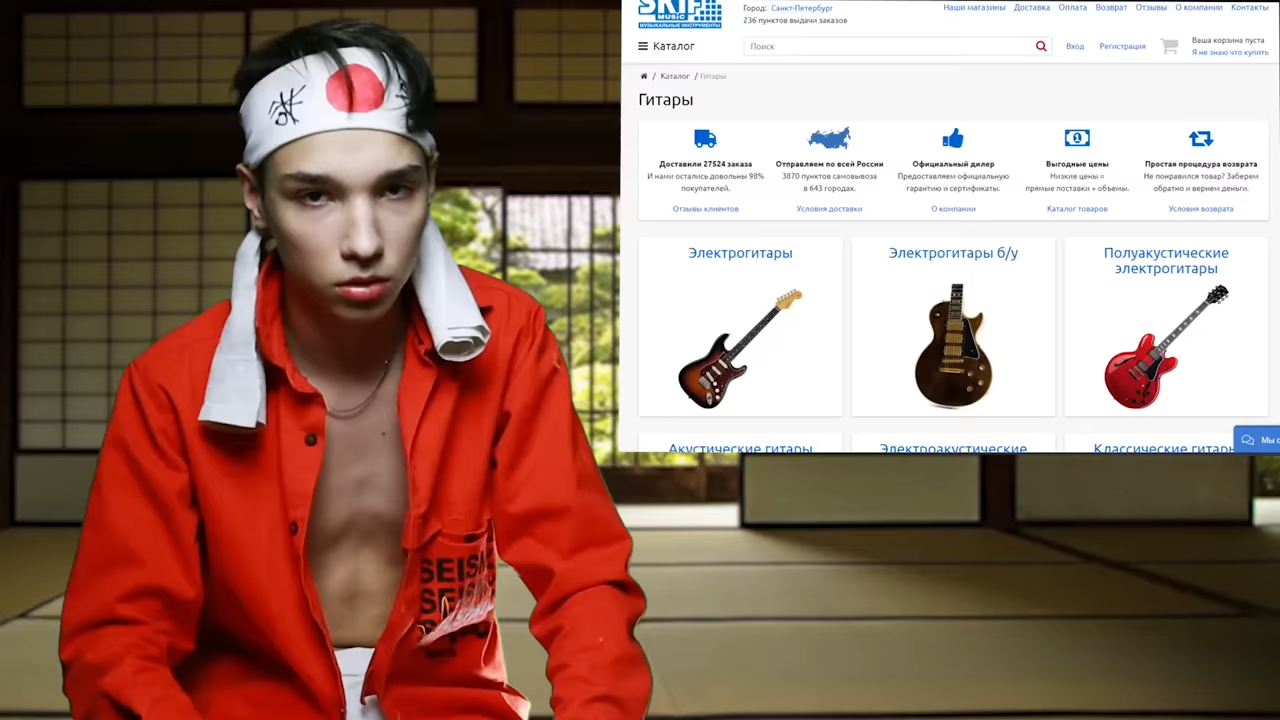 SKIF
MUSIC
МУЗЫКАЛЬНЫЕ ИНСТРУМЕНТЫ
Город: Санкт-Петербург
236 пунктов выдачи заказов
Наши магазины Доставка Оплата Возврат Отзывы О компании Контакты
Каталог
Поиск
Вход Регистрация
Ваша корзина пуста
Я не знаю что купить
/ Каталог / Гитары
Гитары
Доставили 27524 заказа
И нами остались довольны 98%
покупателей.
Отзывы клиентов
Отправляем по всей России
3870 пунктов самовывоза
в 643 городах.
Условия доставки
Официальный дилер
Предоставляем официальную
гарантию и сертификаты.
О компании
Выгодные цены
Низкие цены =
прямые поставки + объемы.
Каталог товаров
Простая процедура возврата
Не понравился товар? Заберем
обратно и вернем деньги.
Условия возврата
Электрогитары
Электрогитары б/у
Полуакустические
электрогитары
Акустические гитары
Электроакустические
Классические гитары